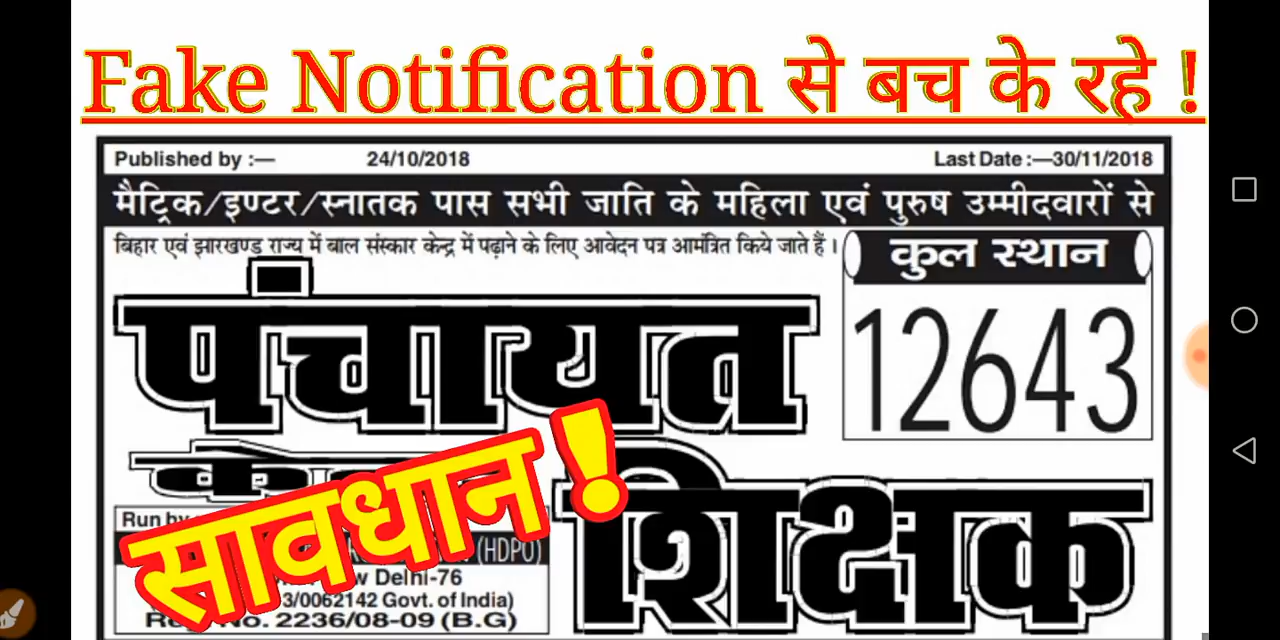 Fake Notification से बच के रहे !
Published by :— 24/10/2018 Last Date :—30/11/2018
मैट्रिक/इण्टर/स्नातक पास सभी जाति के महिला एवं पुरुष उम्मीदवारों से
बिहार एवं झारखण्ड राज्य में बाल संस्कार केन्द्र में पढ़ाने के लिए आवेदन पत्र आमंत्रित किये जाते हैं।
कुल स्थान
12643
पंचायत
शिक्षक
सावधान !
Run by
(HDPO)
Delhi-76
3/0062142 Govt. of India)
No. 2236/08-09 (B.G)